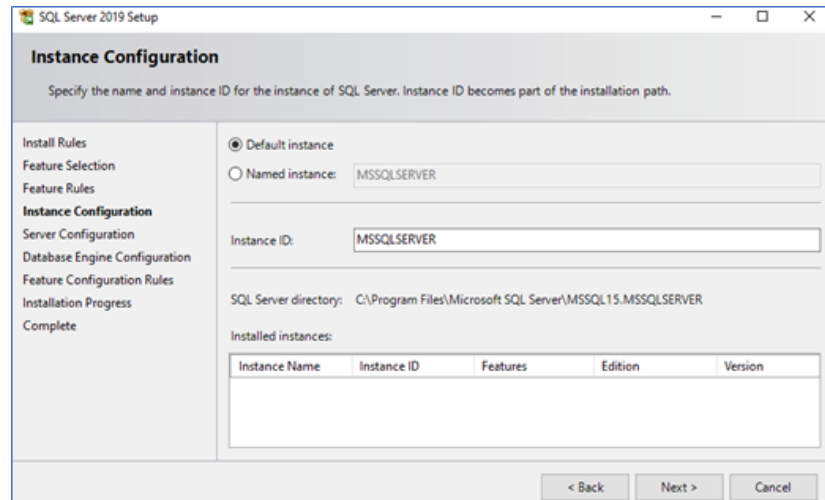 SQL Server 2019 Setup
Instance Configuration
Specify the name and instance ID for the instance of SQL Server. Instance ID becomes part of the installation path.
Install Rules
Feature Selection
Feature Rules
Instance Configuration
Server Configuration
Database Engine Configuration
Feature Configuration Rules
Installation Progress
Complete
Default instance
Named instance: MSSQLSERVER
Instance ID: MSSQLSERVER
SQL Server directory: C:\Program Files\Microsoft SQL Server\MSSQL15.MSSQLSERVER
Installed instances:
Instance Name Instance ID Features Edition Version
< Back Next > Cancel